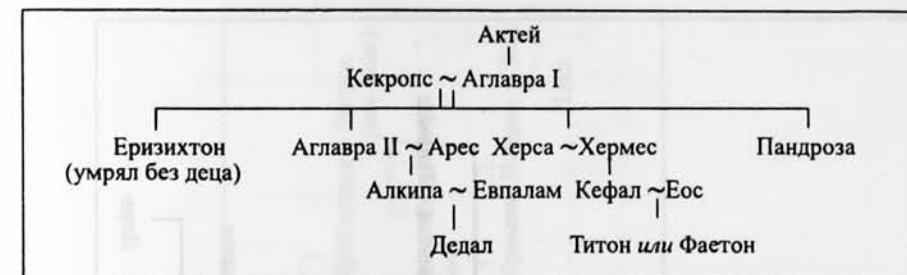 Актей
Кекропс ~ Аглавра I
Еризихтон Аглавра II ~ Арес Херса ~Хермес Пандроза
(умрял без деца)
Алкипа ~ Евпалам Кефал ~Еос
Дедал Титон или Фаетон